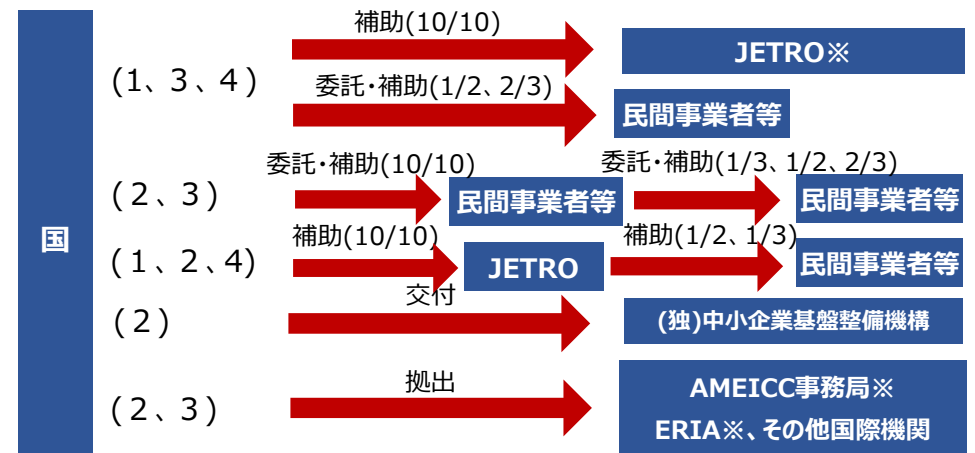 国
(1、3、4)
補助(10/10)
JETRO※
委託・補助(1/2、2/3)
民間事業者等
(2、3)
委託・補助(10/10)
民間事業者等
委託・補助(1/3、1/2、2/3)
民間事業者等
(1、2、4)
補助(10/10)
JETRO
補助(1/2、1/3)
民間事業者等
(2)
交付
(独)中小企業基盤整備機構
(2、3)
拠出
AMEICC事務局※
ERIA※、その他国際機関